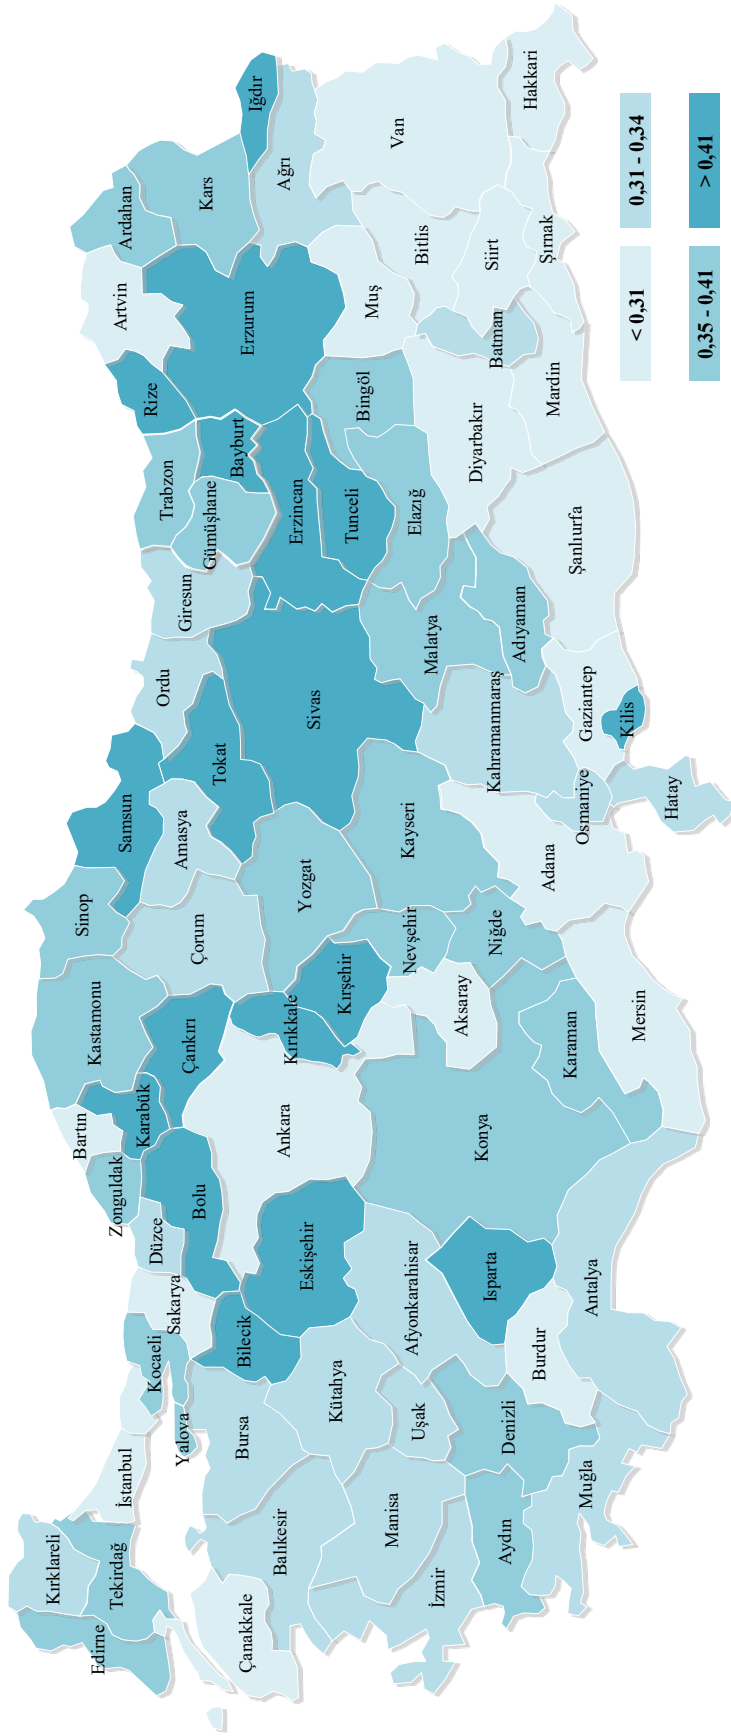 Kırklareli
Edirne
Tekirdağ
İstanbul
Kocaeli
Yalova
Sakarya
Düzce
Zonguldak
Bartın
Karabük
Kastamonu
Sinop
Samsun
Ordu
Giresun
Trabzon
Rize
Artvin
Ardahan
Çanakkale
Balıkesir
Bursa
Bilecik
Bolu
Çankırı
Çorum
Amasya
Tokat
Gümüşhane
Bayburt
Erzurum
Kars
Iğdır
Ağrı
Kütahya
Eskişehir
Ankara
Kırıkkale
Kırşehir
Yozgat
Sivas
Erzincan
Tunceli
Bingöl
Muş
Bitlis
Van
Hakkari
Manisa
İzmir
Uşak
Afyonkarahisar
Konya
Aksaray
Nevşehir
Niğde
Kayseri
Malatya
Elazığ
Diyarbakır
Batman
Siirt
Şırnak
Mardin
Aydın
Denizli
Burdur
Isparta
Muğla
Antalya
Karaman
Mersin
Adana
Kahramanmaraş
Osmaniye
Hatay
Gaziantep
Kilis
Adıyaman
Şanlıurfa
< 0,31
0,31 - 0,34
0,35 - 0,41
> 0,41